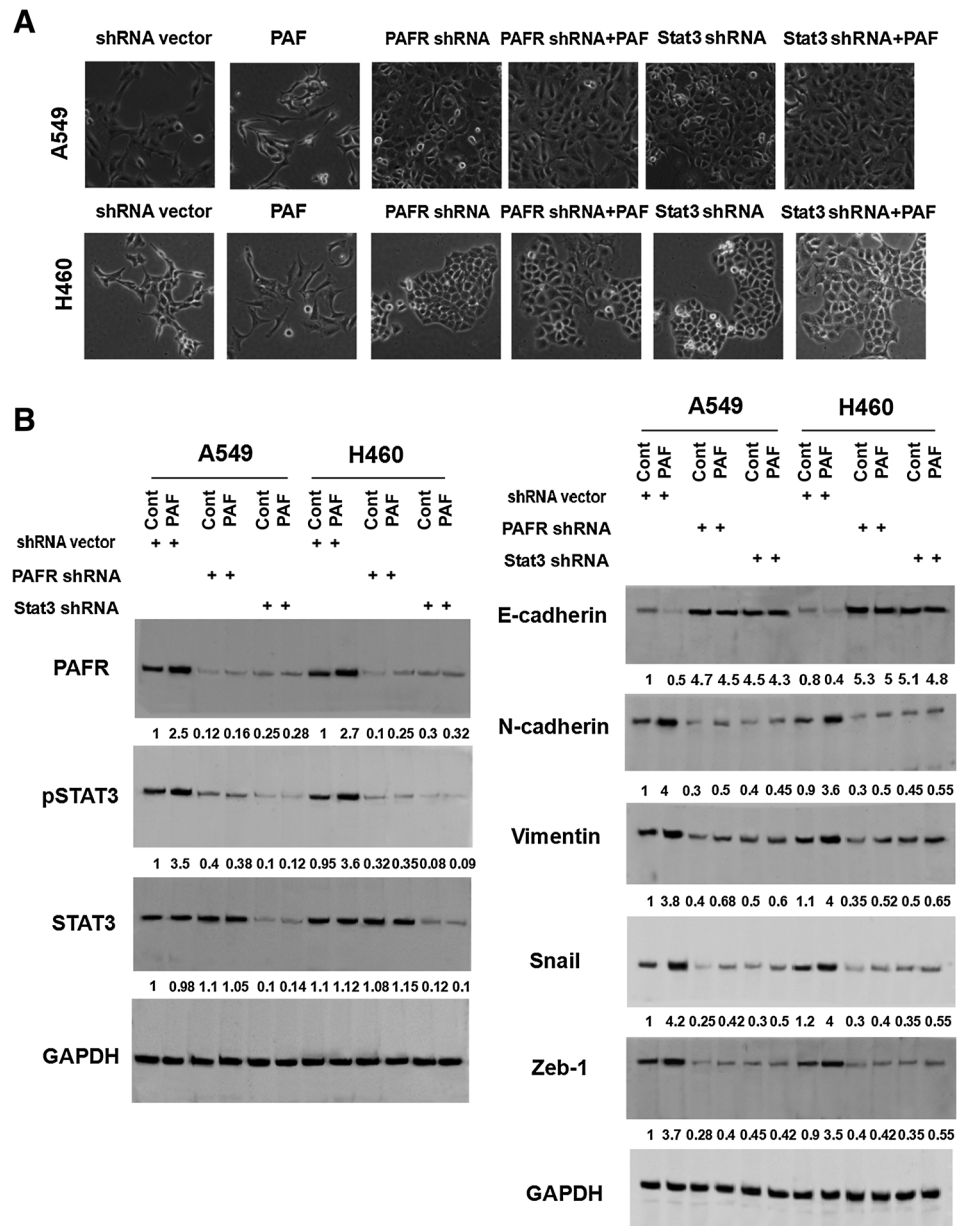 A
shRNA vector PAF PAFR shRNA PAFR shRNA+PAF Stat3 shRNA Stat3 shRNA+PAF
A549
shRNA vector PAF PAFR shRNA PAFR shRNA+PAF Stat3 shRNA Stat3 shRNA+PAF
H460
B
A549 H460
Cont PAF Cont PAF Cont PAF Cont PAF Cont PAF Cont PAF
shRNA vector + + + +
PAFR shRNA + + + +
Stat3 shRNA + + + +
PAFR
1 2.5 0.12 0.16 0.25 0.28 1 2.7 0.1 0.25 0.3 0.32
pSTAT3
1 3.5 0.4 0.38 0.1 0.12 0.95 3.6 0.32 0.35 0.08 0.09
STAT3
1 0.98 1.1 1.05 0.1 0.14 1.1 1.12 1.08 1.15 0.12 0.1
GAPDH
A549 H460
Cont PAF Cont PAF Cont PAF Cont PAF Cont PAF Cont PAF
shRNA vector + + + +
PAFR shRNA + + + +
Stat3 shRNA + + + +
E-cadherin
1 0.5 4.7 4.5 4.5 4.3 0.8 0.4 5.3 5 5.1 4.8
N-cadherin
1 4 0.3 0.5 0.4 0.45 0.9 3.6 0.3 0.5 0.45 0.55
Vimentin
1 3.8 0.4 0.68 0.5 0.6 1.1 4 0.35 0.52 0.5 0.65
Snail
1 4.2 0.25 0.42 0.3 0.5 1.2 4 0.3 0.4 0.35 0.55
Zeb-1
1 3.7 0.28 0.4 0.45 0.42 0.9 3.5 0.4 0.42 0.35 0.55
GAPDH